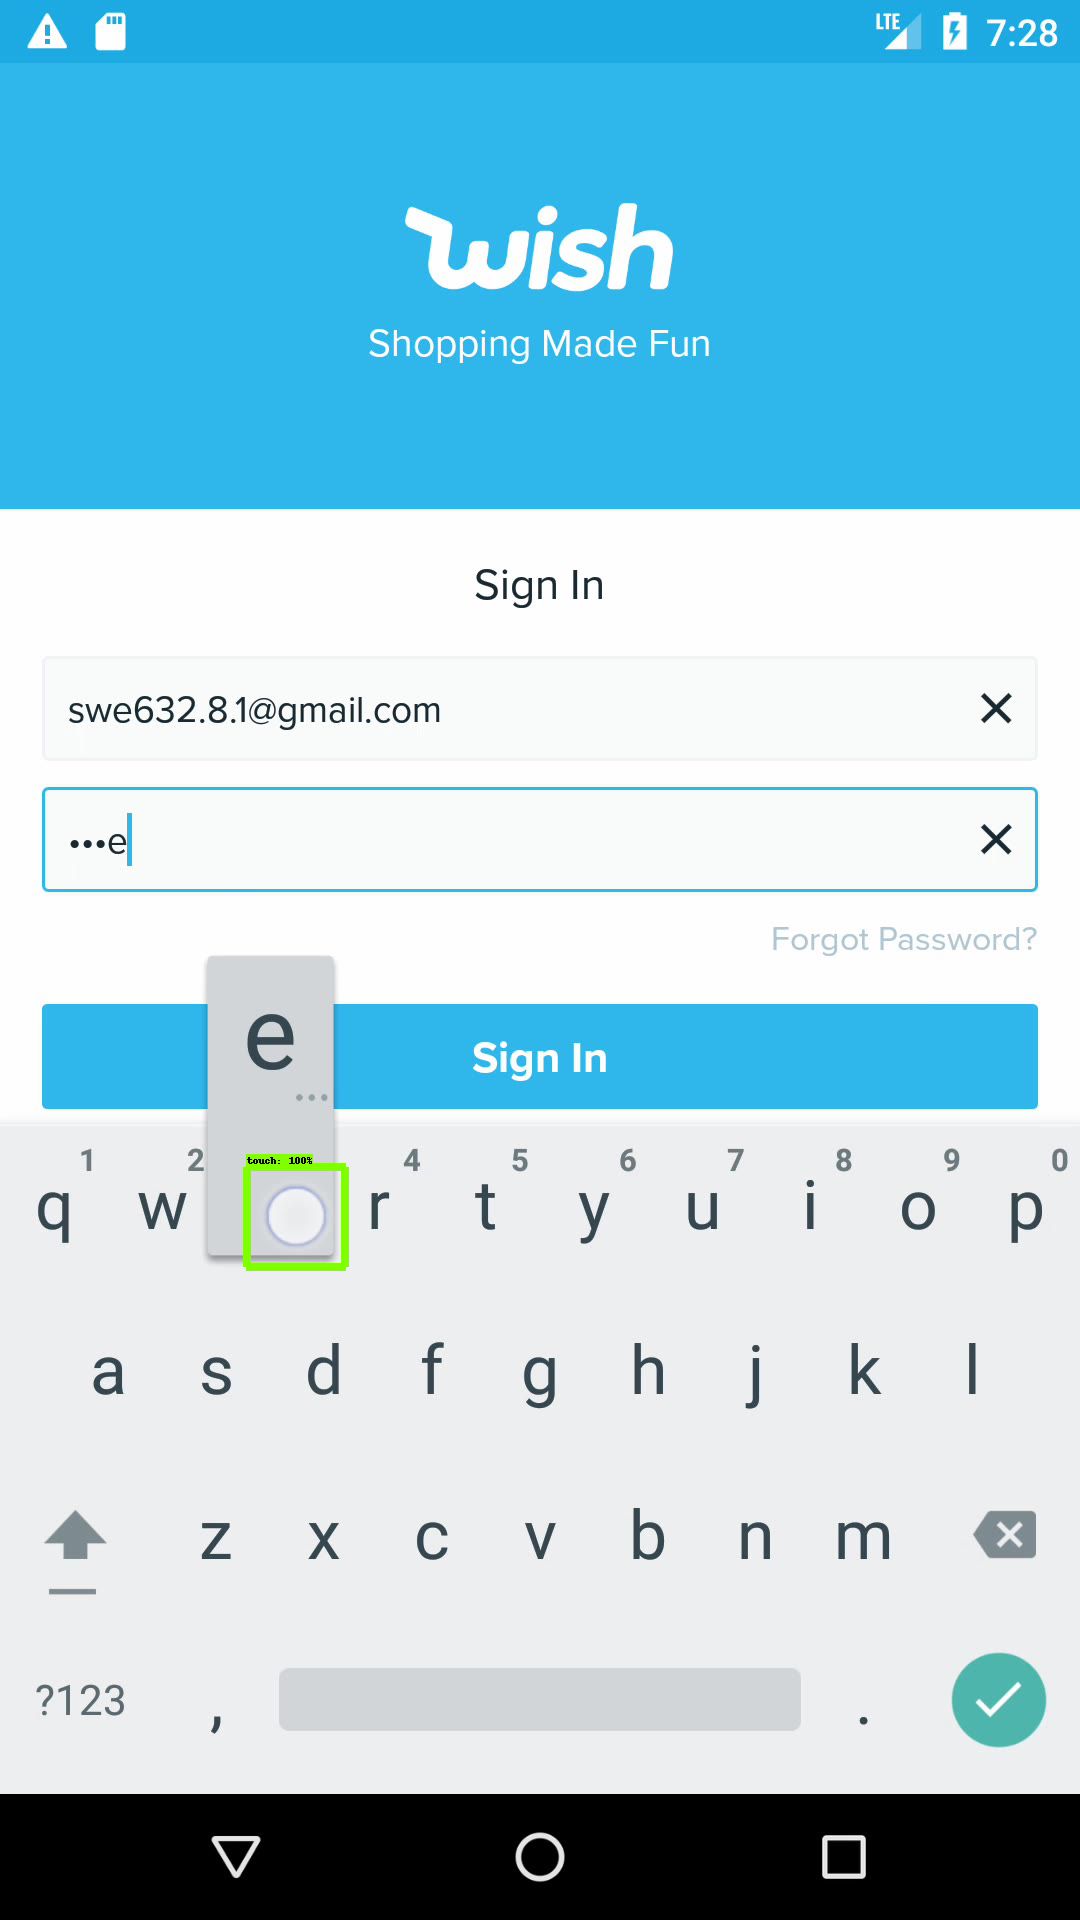 LTE 7:28
wish
Shopping Made Fun
Sign In
swe632.8.1@gmail.com
•••e
Forgot Password?
Sign In
e
...
touch: 100%
1 2 4 5 6 7 8 9 0
q w r t y u i o p
a s d f g h j k l
z x c v b n m
?123 , .